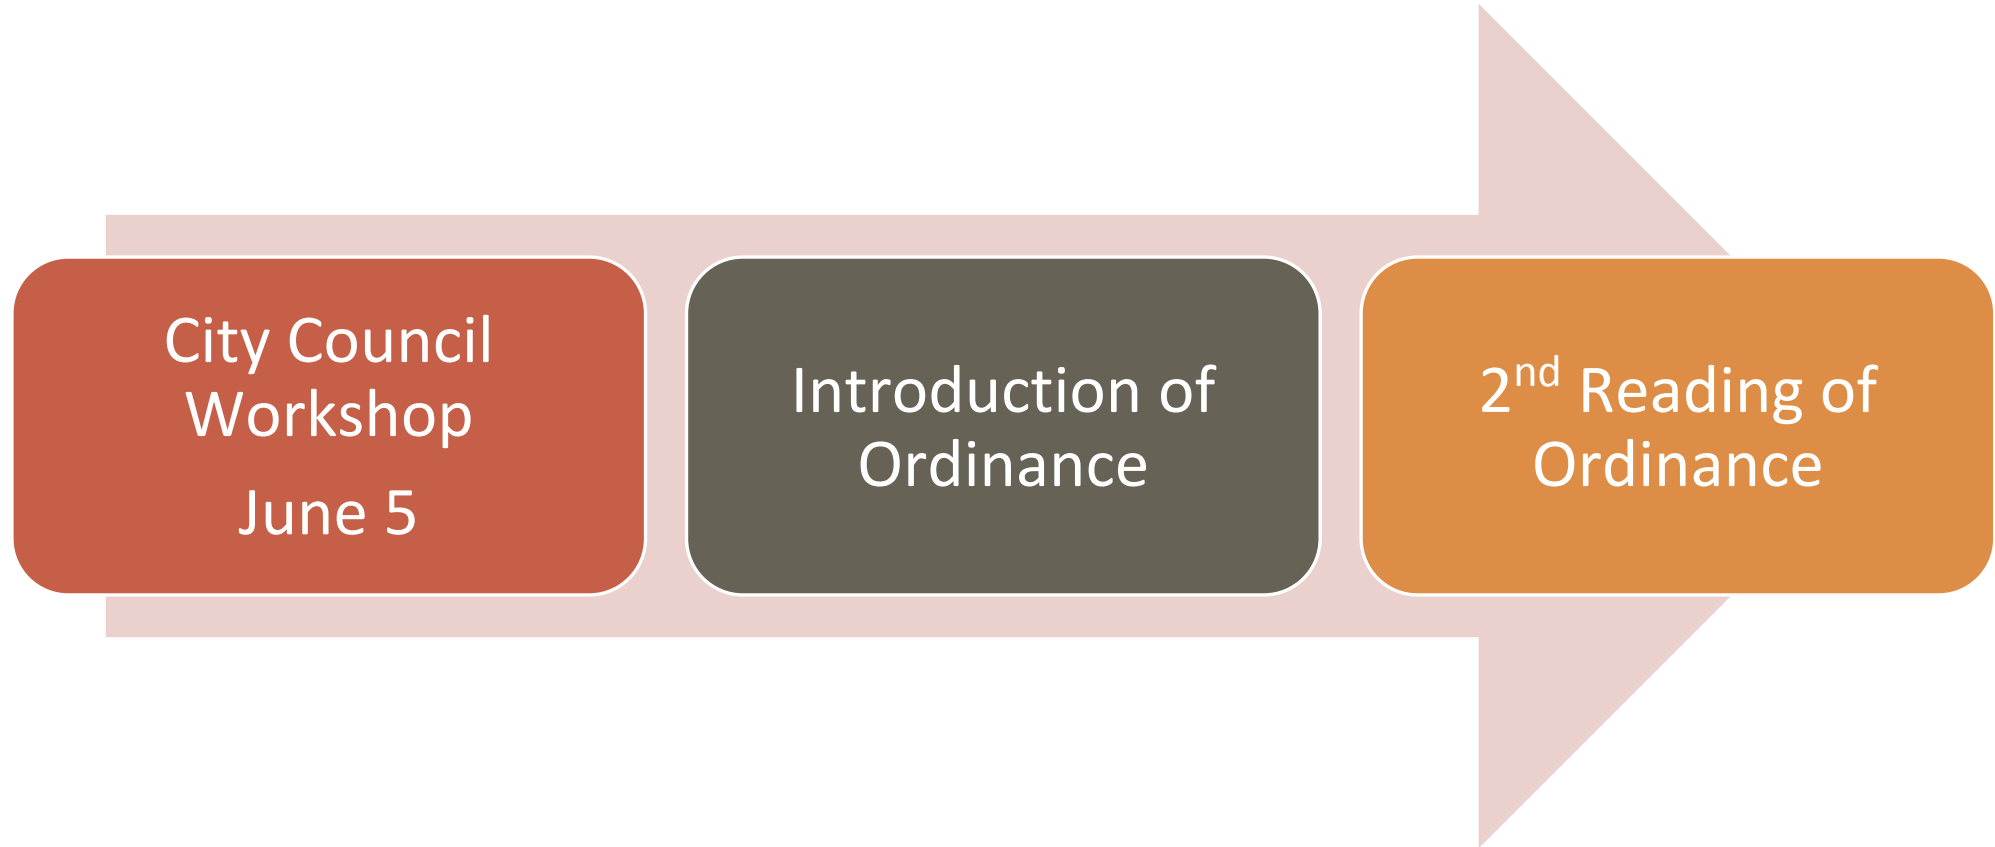 City Council
Workshop
June 5
Introduction of
Ordinance
2nd Reading of
Ordinance